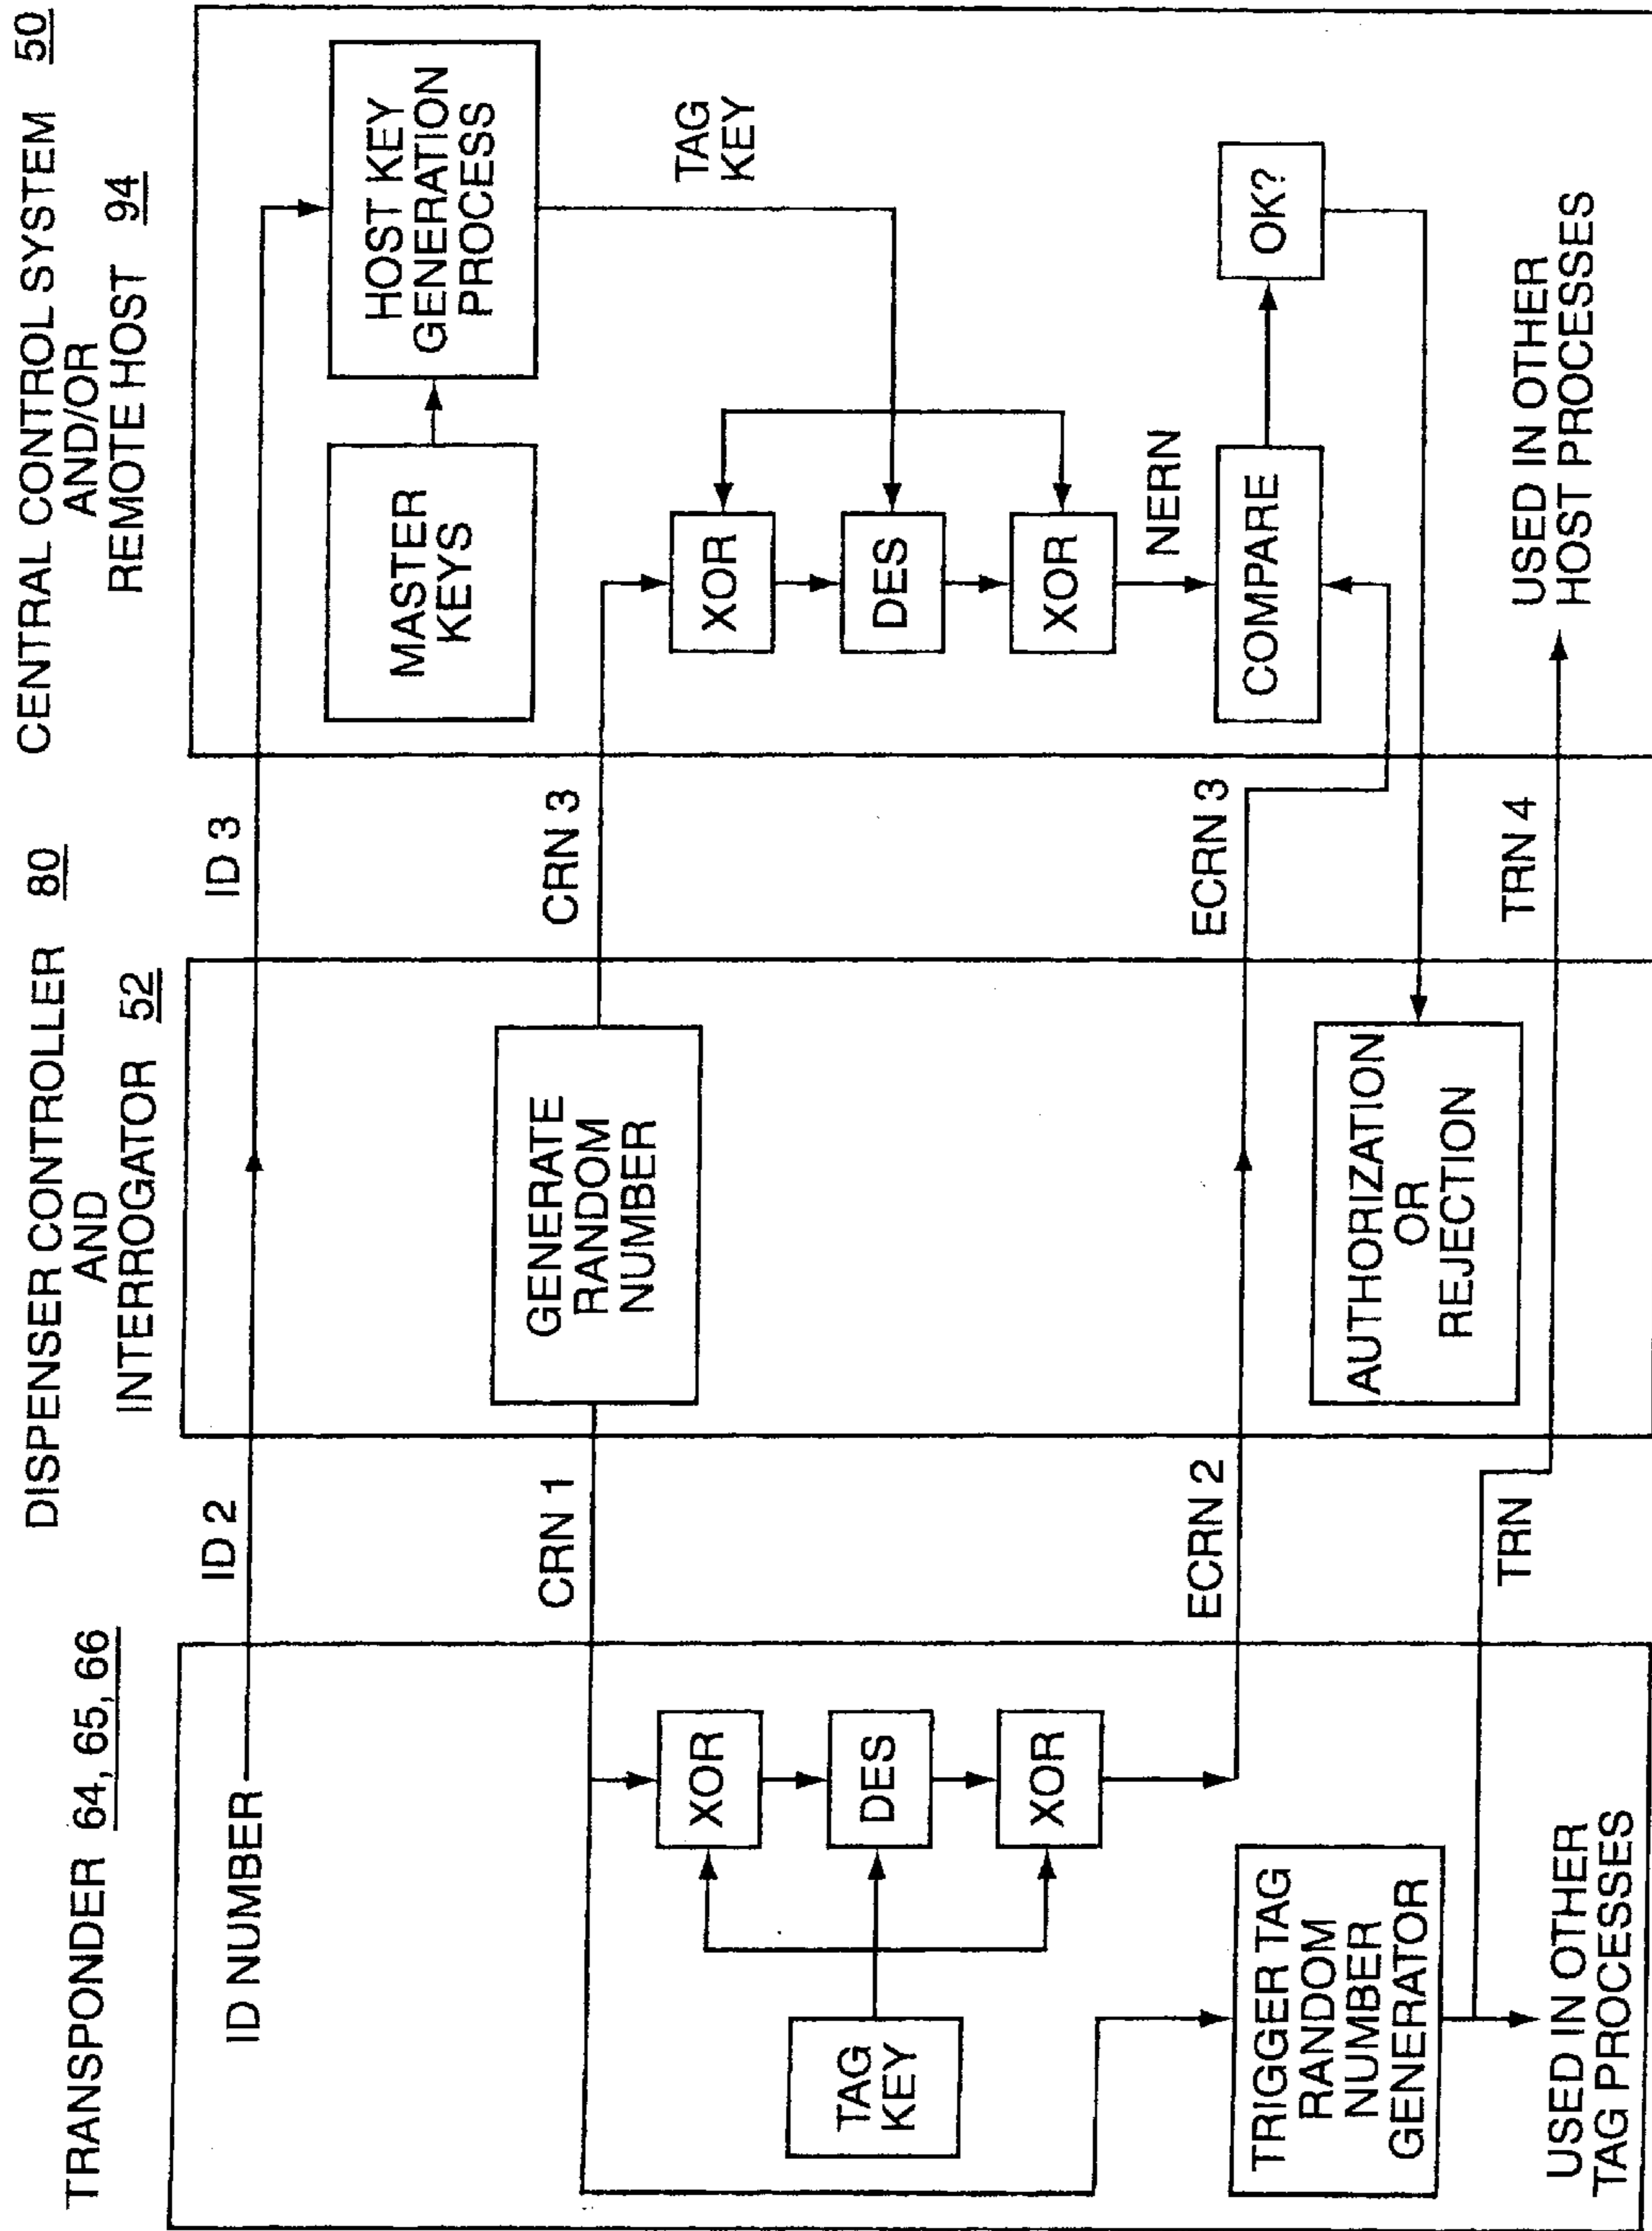 TRANSPONDER 64, 65, 66
DISPENSER CONTROLLER 80
AND
INTERROGATOR 52
CENTRAL CONTROL SYSTEM 50
AND/OR
REMOTE HOST 94
ID NUMBER
ID 2
ID 3
MASTER
KEYS
HOST KEY
GENERATION
PROCESS
TAG
KEY
CRN 1
GENERATE
RANDOM
NUMBER
CRN 3
XOR
DES
XOR
TAG
KEY
XOR
DES
XOR
NERN
ECRN 2
ECRN 3
COMPARE
OK?
TRIGGER TAG
RANDOM
NUMBER
GENERATOR
AUTHORIZATION
OR
REJECTION
TRN
TRN 4
USED IN OTHER
TAG PROCESSES
USED IN OTHER
HOST PROCESSES